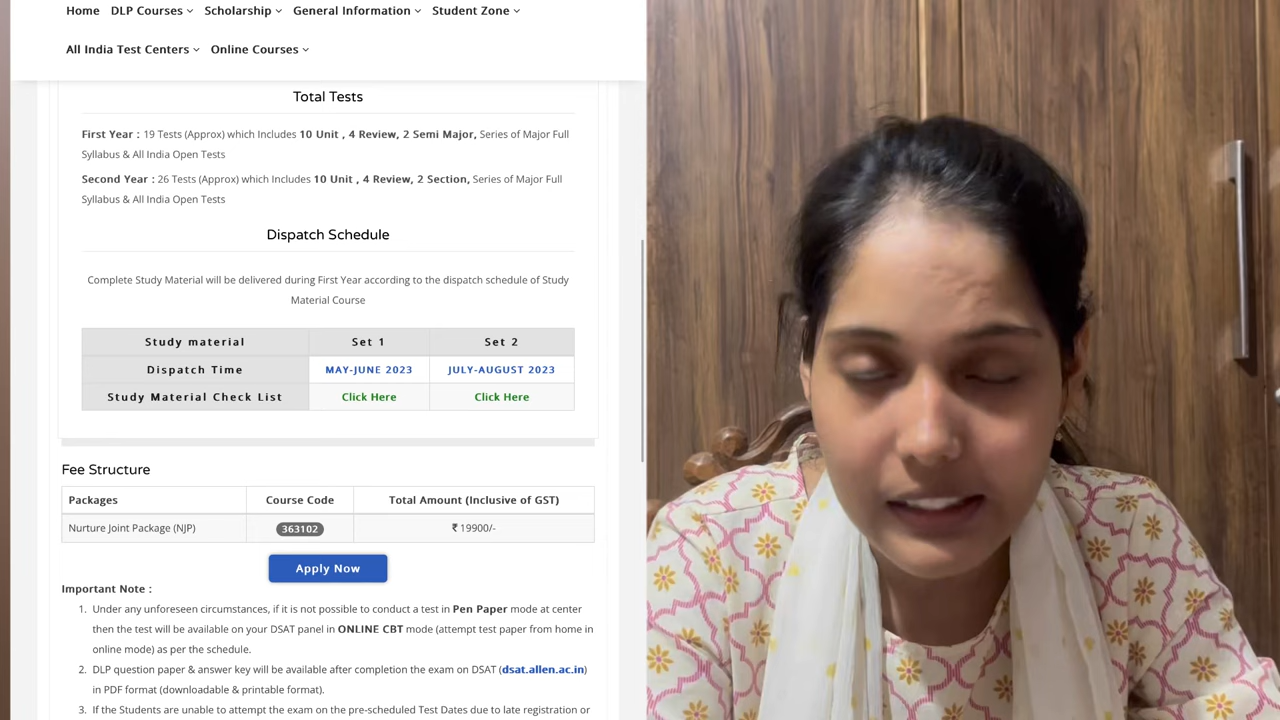 Home DLP Courses Scholarship General Information Student Zone
All India Test Centers Online Courses
Total Tests
First Year : 19 Tests (Approx) which Includes 10 Unit , 4 Review, 2 Semi Major, Series of Major Full
Syllabus & All India Open Tests
Second Year : 26 Tests (Approx) which Includes 10 Unit , 4 Review, 2 Section, Series of Major Full
Syllabus & All India Open Tests
Dispatch Schedule
Complete Study Material will be delivered during First Year according to the dispatch schedule of Study
Material Course
Study material Set 1 Set 2
Dispatch Time MAY-JUNE 2023 JULY-AUGUST 2023
Study Material Check List Click Here Click Here
Fee Structure
Packages Course Code Total Amount (Inclusive of GST)
Nurture Joint Package (NJP) 363102 ₹ 19900/-
Apply Now
Important Note :
1. Under any unforeseen circumstances, if it is not possible to conduct a test in Pen Paper mode at center
then the test will be available on your DSAT panel in ONLINE CBT mode (attempt test paper from home in
online mode) as per the schedule.
2. DLP question paper & answer key will be available after completion the exam on DSAT (dsat.allen.ac.in)
in PDF format (downloadable & printable format).
3. If the Students are unable to attempt the exam on the pre-scheduled Test Dates due to late registration or